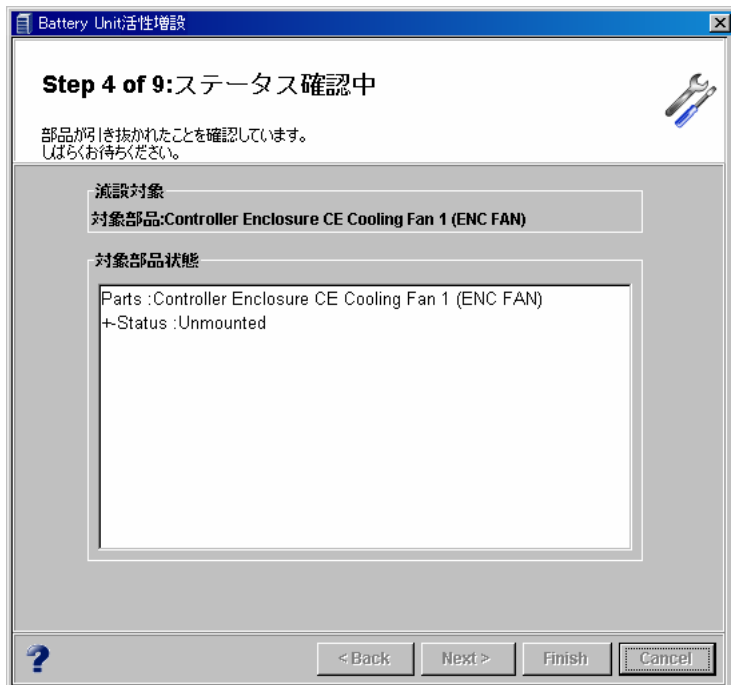 Battery Unit活性増設
Step 4 of 9:ステータス確認中
部品が引き抜かれたことを確認しています。
しばらくお待ちください。
減設対象
対象部品:Controller Enclosure CE Cooling Fan 1 (ENC FAN)
対象部品状態
Parts :Controller Enclosure CE Cooling Fan 1 (ENC FAN)
+-Status :Unmounted
?
< Back
Next >
Finish
Cancel